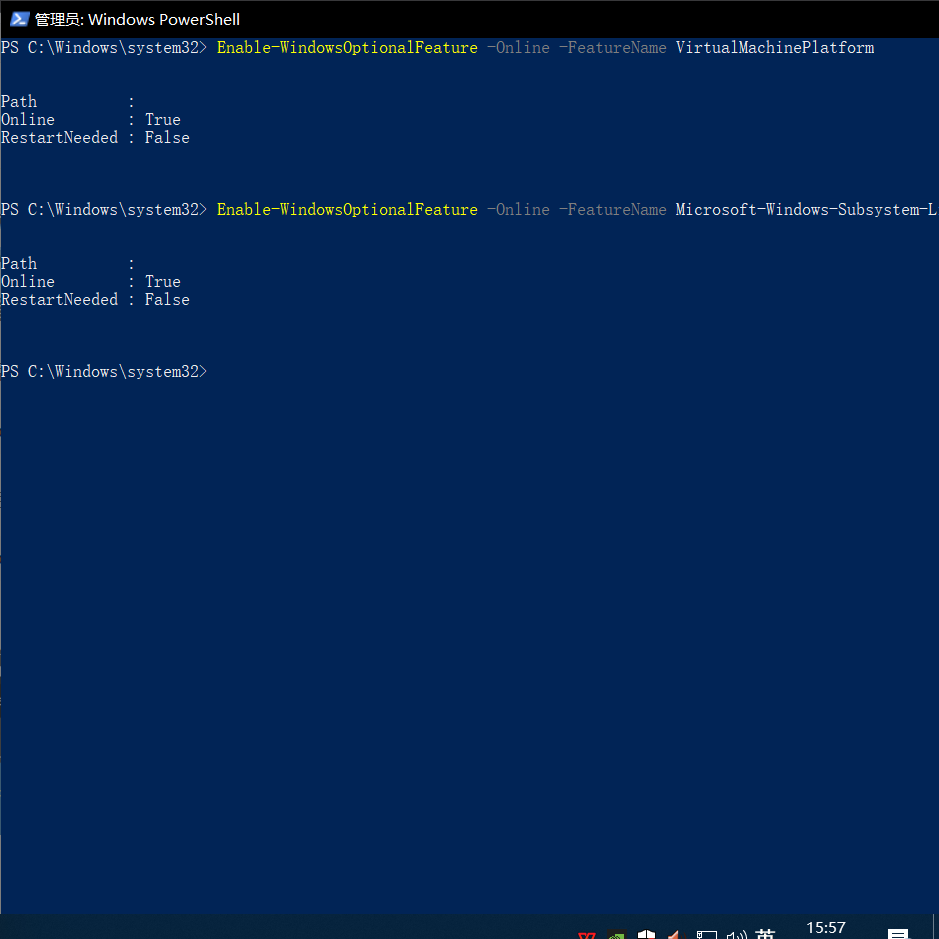 管理员: Windows PowerShell
PS C:\Windows\system32> Enable-WindowsOptionalFeature -Online -FeatureName VirtualMachinePlatform
Path          :
Online        : True
RestartNeeded : False
PS C:\Windows\system32> Enable-WindowsOptionalFeature -Online -FeatureName Microsoft-Windows-Subsystem-L
Path          :
Online        : True
RestartNeeded : False
PS C:\Windows\system32>
英
15:57